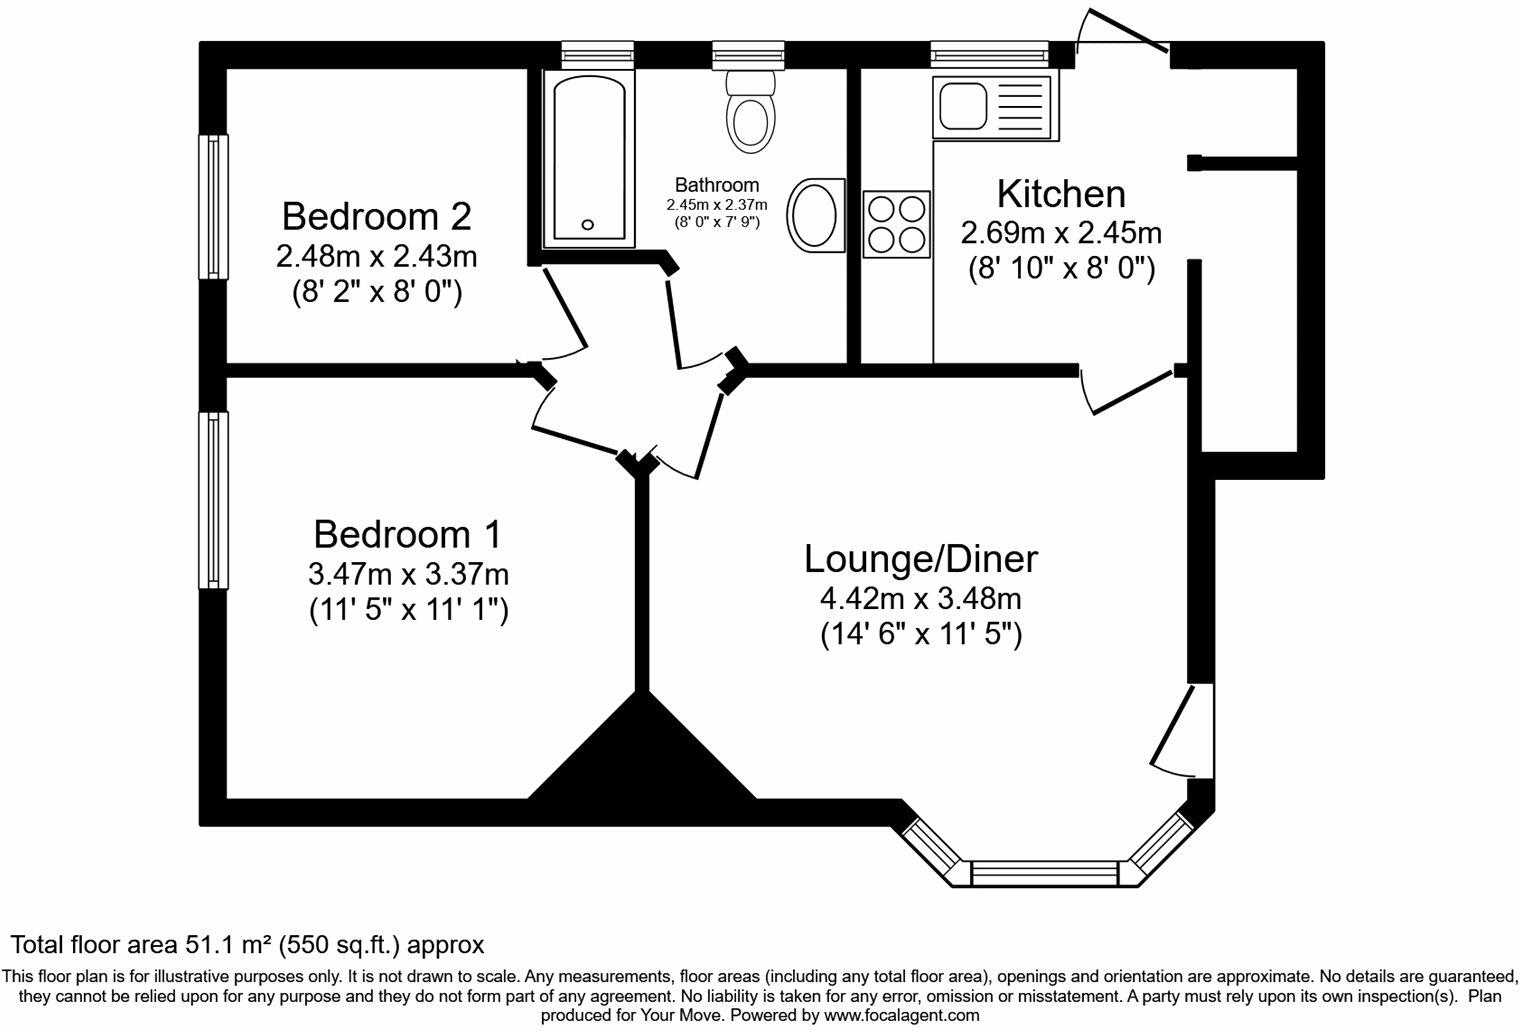 Bathroom
2.45m x 2.37m
(8' 0" x 7' 9")
Kitchen
2.69m x 2.45m
(8' 10" x 8' 0")
Bedroom 2
2.48m x 2.43m
(8' 2" x 8' 0")
Bedroom 1
3.47m x 3.37m
(11' 5" x 11' 1")
Lounge/Diner
4.42m x 3.48m
(14' 6" x 11' 5")
Total floor area 51.1 m² (550 sq.ft.) approx
This floor plan is for illustrative purposes only. It is not drawn to scale. Any measurements, floor areas (including any total floor area), openings and orientation are approximate. No details are guaranteed,
they cannot be relied upon for any purpose and they do not form part of any agreement. No liability is taken for any error, omission or misstatement. A party must rely upon its own inspection(s). Plan
produced for Your Move. Powered by www.focalagent.com